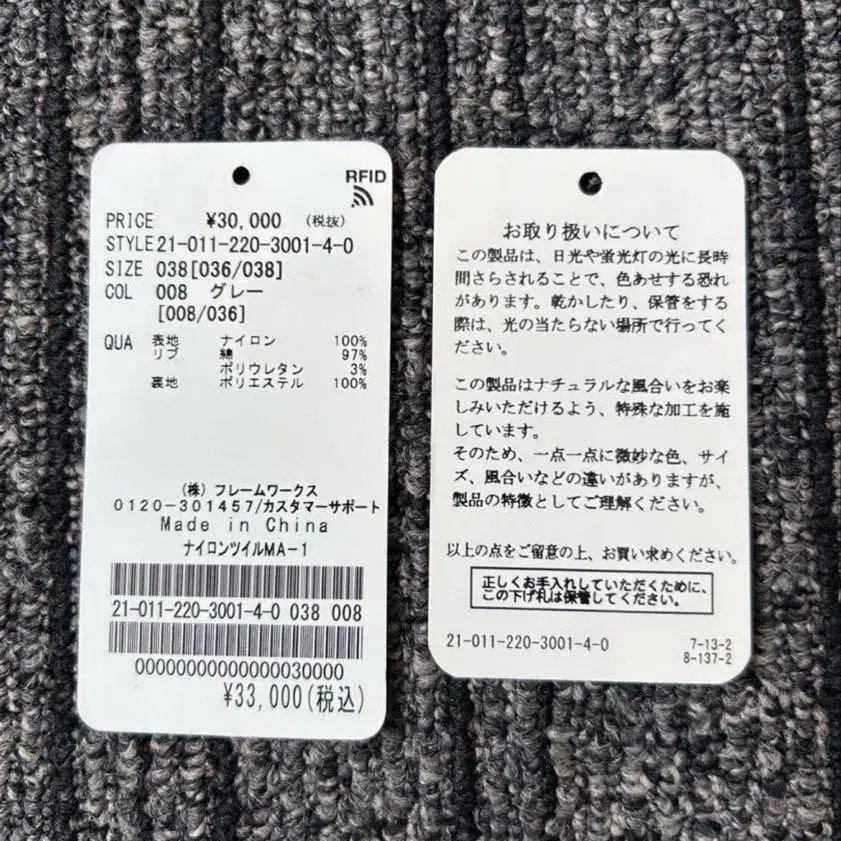 RFID
PRICE ¥30,000 (税抜)
STYLE 21-011-220-3001-4-0
SIZE 038[036/038]
COL 008 グレー
[008/036]
QUA 表地 ナイロン 100%
リブ 綿 97%
ポリウレタン 3%
裏地 ポリエステル 100%
(株) フレームワークス
0120-301457/カスタマーサポート
Made in China
ナイロンツイルMA-1
21-011-220-3001-4-0 038 008
00000000000000030000
¥33,000(税込)
お取り扱いについて
この製品は、日光や蛍光灯の光に長時
間さらされることで、色あせする恐れ
があります。乾かしたり、保管をする
際は、光の当たらない場所で行ってく
ださい。
この製品はナチュラルな風合いをお楽
しみいただけるよう、特殊な加工を施
しています。
そのため、一点一点に微妙な色、サイ
ズ、風合いなどの違いがありますが、
製品の特徴としてご理解ください。
以上の点をご留意の上、お買い求めください。
正しくお手入れしていただくために、
この下げ札は保管してください。
21-011-220-3001-4-0 7-13-2
8-137-2